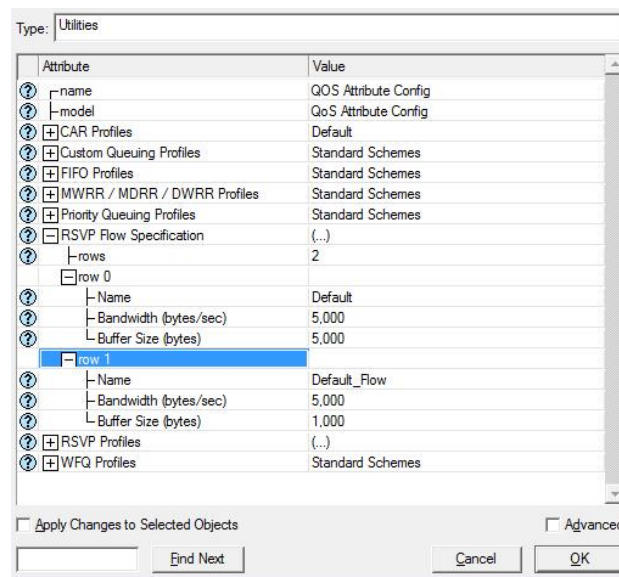 Type: Utilities
Attribute Value
name QOS Attribute Config
model QoS Attribute Config
CAR Profiles Default
Custom Queuing Profiles Standard Schemes
FIFO Profiles Standard Schemes
MWRR / MDRR / DWRR Profiles Standard Schemes
Priority Queuing Profiles Standard Schemes
RSVP Flow Specification (...)
rows 2
row 0
Name Default
Bandwidth (bytes/sec) 5,000
Buffer Size (bytes) 5,000
row 1
Name Default_Flow
Bandwidth (bytes/sec) 5,000
Buffer Size (bytes) 1,000
RSVP Profiles (...)
WFQ Profiles Standard Schemes
Apply Changes to Selected Objects Advanced
Find Next Cancel OK